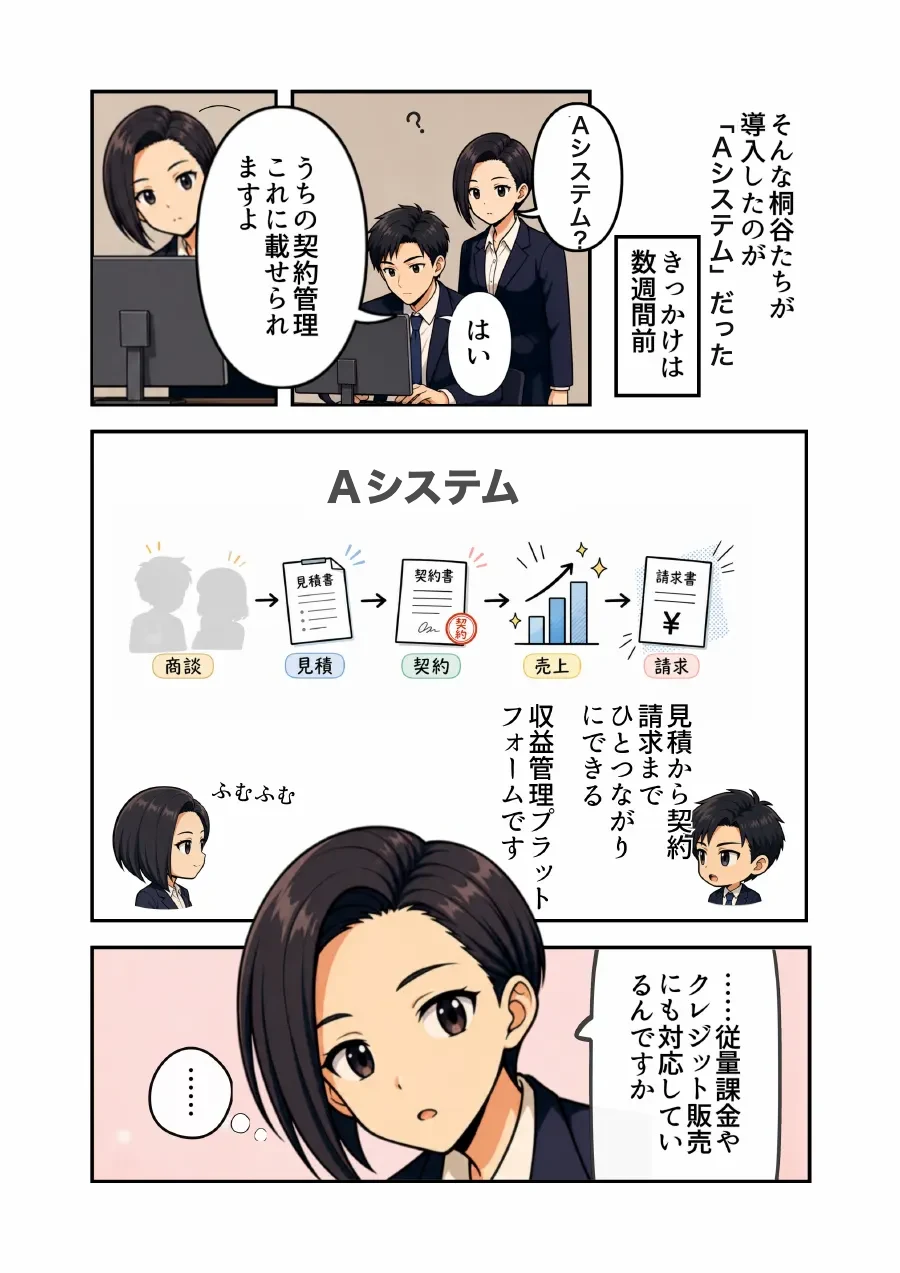 そんな桐谷たちが
導入したのが
「Aシステム」だった
きっかけは
数週間前
Aシステム？
はい
うちの契約管理
これに載せられ
ますよ
Aシステム
見積書
契約書
契約
請求書
¥
商談
見積
契約
売上
請求
見積から契約
請求まで
ひとつながり
にできる
収益管理プラット
フォームです
ふむふむ
……従量課金や
クレジット販売
にも対応してい
るんですか
……